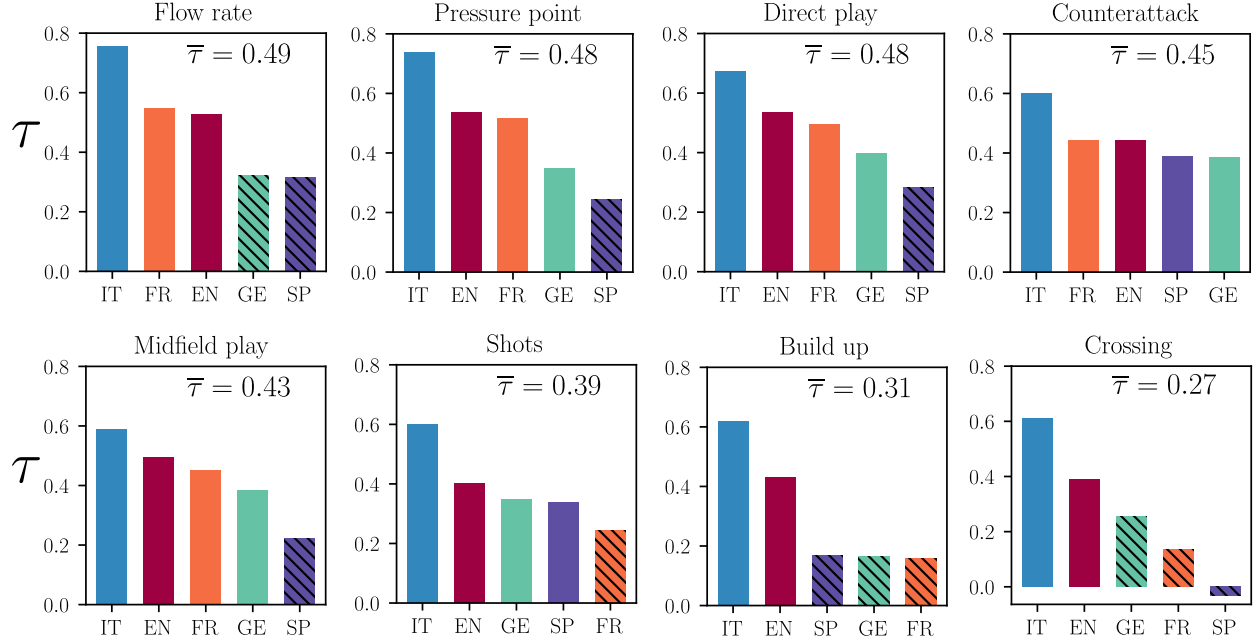 Flow rate
τ̅ = 0.49
τ
0.8
0.6
0.4
0.2
0.0
IT FR EN GE SP
Pressure point
τ̅ = 0.48
0.8
0.6
0.4
0.2
0.0
IT EN FR GE SP
Direct play
τ̅ = 0.48
0.8
0.6
0.4
0.2
0.0
IT EN FR GE SP
Counterattack
τ̅ = 0.45
0.8
0.6
0.4
0.2
0.0
IT FR EN SP GE
Midfield play
τ̅ = 0.43
τ
0.8
0.6
0.4
0.2
0.0
IT EN FR GE SP
Shots
τ̅ = 0.39
0.8
0.6
0.4
0.2
0.0
IT EN GE SP FR
Build up
τ̅ = 0.31
0.8
0.6
0.4
0.2
0.0
IT EN SP GE FR
Crossing
τ̅ = 0.27
0.8
0.6
0.4
0.2
0.0
IT EN GE FR SP